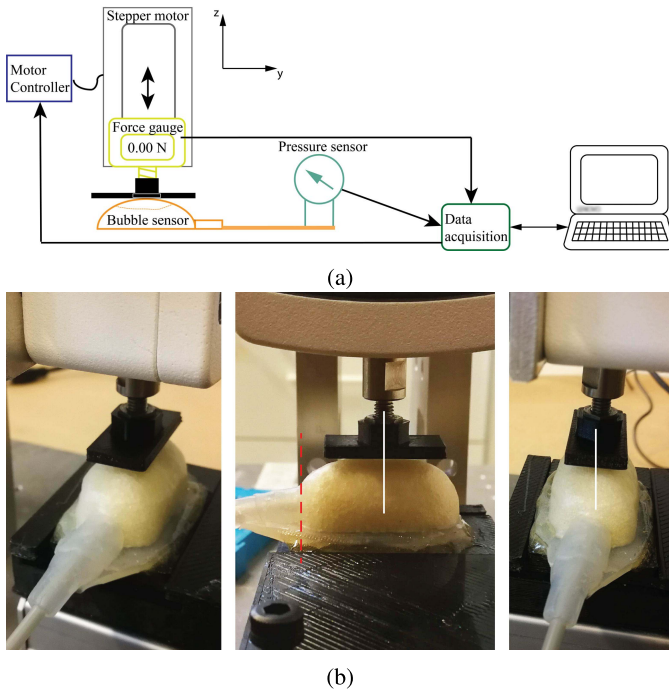 Stepper motor
z
y
Motor
Controller
Force gauge
0.00 N
Pressure sensor
Bubble sensor
Data
acquisition
(a)
(b)